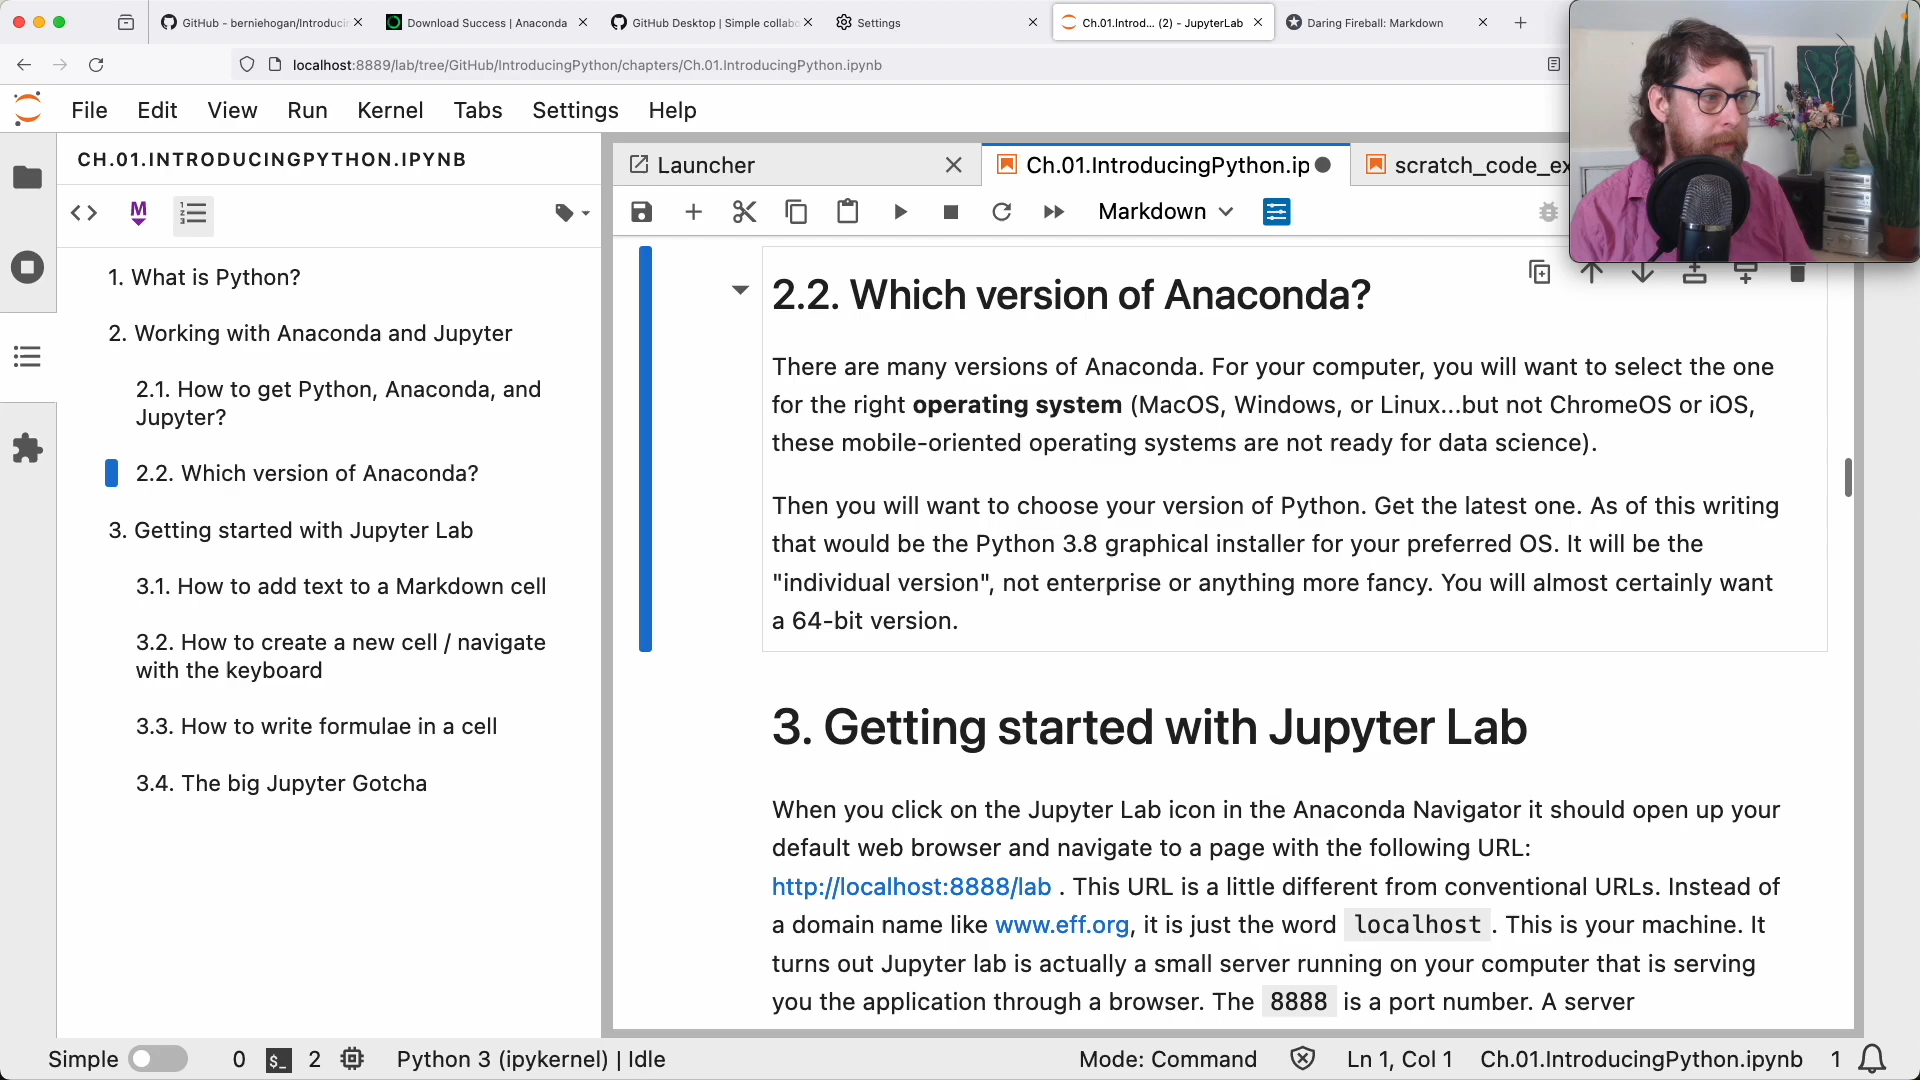 GitHub - berniehogan/Introducin
Download Success | Anaconda
GitHub Desktop | Simple collabo
Settings
Ch.01.Introd... (2) - JupyterLab
Daring Fireball: Markdown
localhost:8889/lab/tree/GitHub/IntroducingPython/chapters/Ch.01.IntroducingPython.ipynb
File Edit View Run Kernel Tabs Settings Help
CH.01.INTRODUCINGPYTHON.IPYNB
1. What is Python?
2. Working with Anaconda and Jupyter
2.1. How to get Python, Anaconda, and
Jupyter?
2.2. Which version of Anaconda?
3. Getting started with Jupyter Lab
3.1. How to add text to a Markdown cell
3.2. How to create a new cell / navigate
with the keyboard
3.3. How to write formulae in a cell
3.4. The big Jupyter Gotcha
Launcher
Ch.01.IntroducingPython.ip
scratch_code_ex
Markdown
2.2. Which version of Anaconda?
There are many versions of Anaconda. For your computer, you will want to select the one
for the right operating system (MacOS, Windows, or Linux...but not ChromeOS or iOS,
these mobile-oriented operating systems are not ready for data science).
Then you will want to choose your version of Python. Get the latest one. As of this writing
that would be the Python 3.8 graphical installer for your preferred OS. It will be the
"individual version", not enterprise or anything more fancy. You will almost certainly want
a 64-bit version.
3. Getting started with Jupyter Lab
When you click on the Jupyter Lab icon in the Anaconda Navigator it should open up your
default web browser and navigate to a page with the following URL:
http://localhost:8888/lab . This URL is a little different from conventional URLs. Instead of
a domain name like www.eff.org, it is just the word localhost . This is your machine. It
turns out Jupyter lab is actually a small server running on your computer that is serving
you the application through a browser. The 8888 is a port number. A server
Simple 0 $_ 2 Python 3 (ipykernel) | Idle Mode: Command Ln 1, Col 1 Ch.01.IntroducingPython.ipynb 1